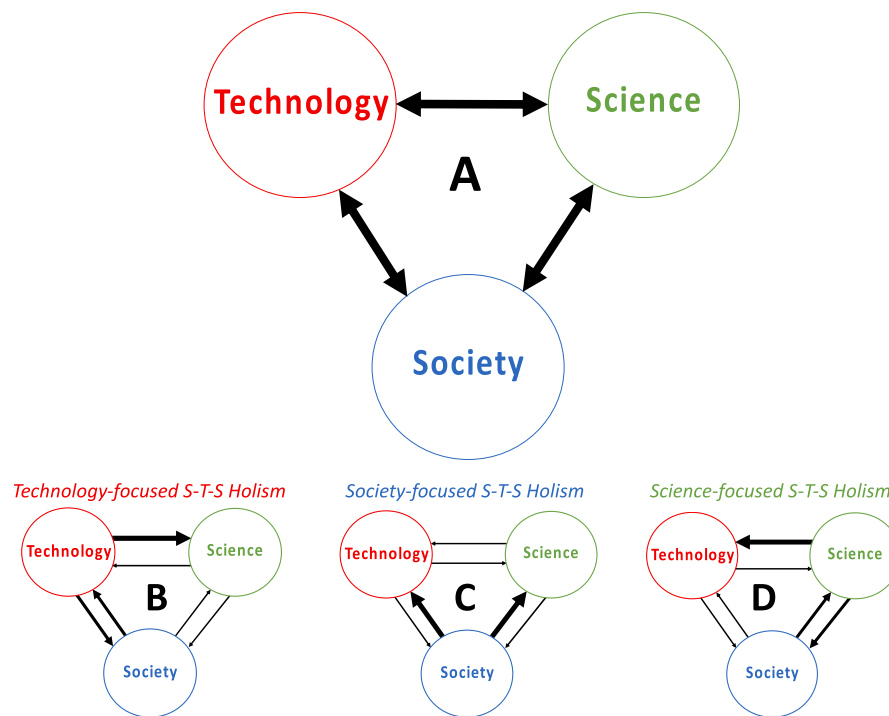 Technology
Science
A
Society
Technology-focused S-T-S Holism
Society-focused S-T-S Holism
Science-focused S-T-S Holism
Technology
Science
B
Society
Technology
Science
C
Society
Technology
Science
D
Society